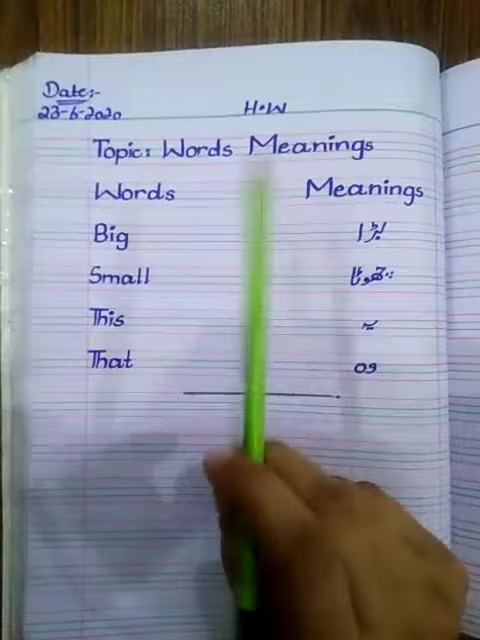 Date:-
23-6-2020
H.W
Topic: Words Meanings
Words Meanings
Big بڑا
Small چھوٹا
This یہ
That وہ